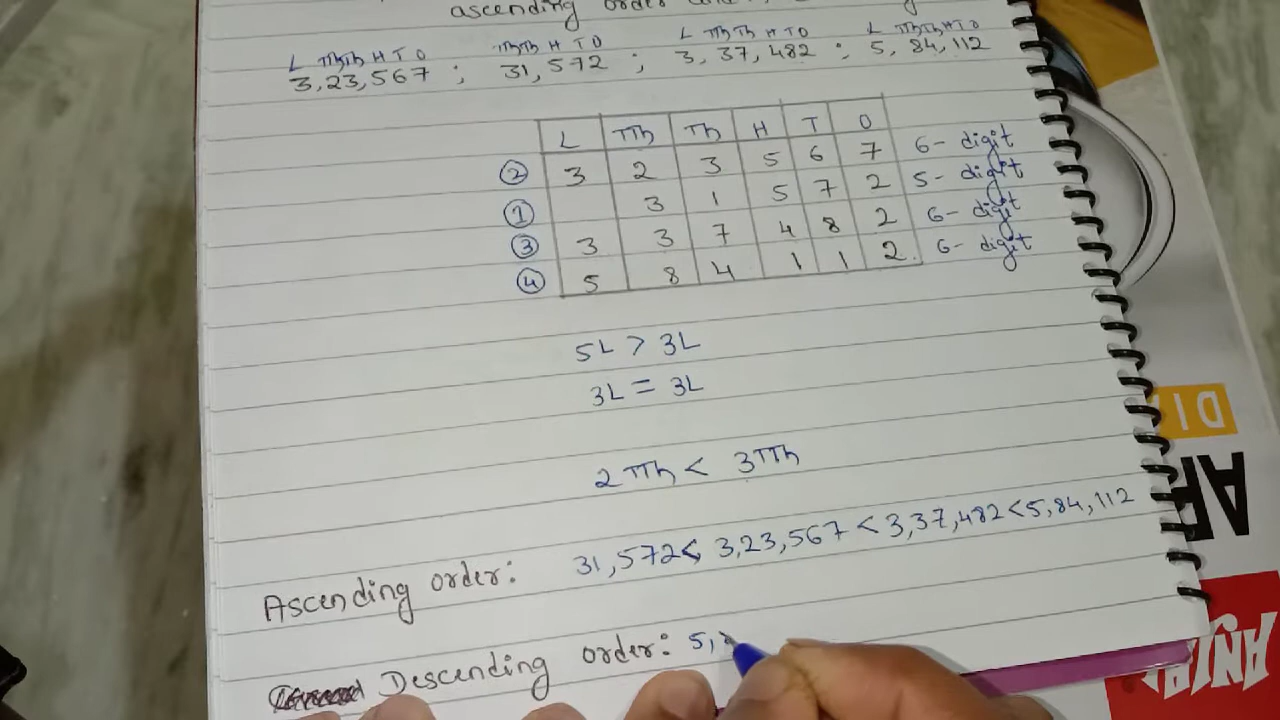 ascending order
L TTh Th H T O TTh Th H T O L TTh Th H T O L TTh Th H T O
3,23,567 ; 31,572 ; 3,37,482 ; 5,84,112
L TTh Th H T O
② 3 2 3 5 6 7 6-digit
① 3 1 5 7 2 5-digit
③ 3 3 7 4 8 2 6-digit
④ 5 8 4 1 1 2 6-digit
5L > 3L
3L = 3L
2TTh < 3TTh
Ascending order: 31,572 < 3,23,567 < 3,37,482 < 5,84,112
Descending order: 5,
DI